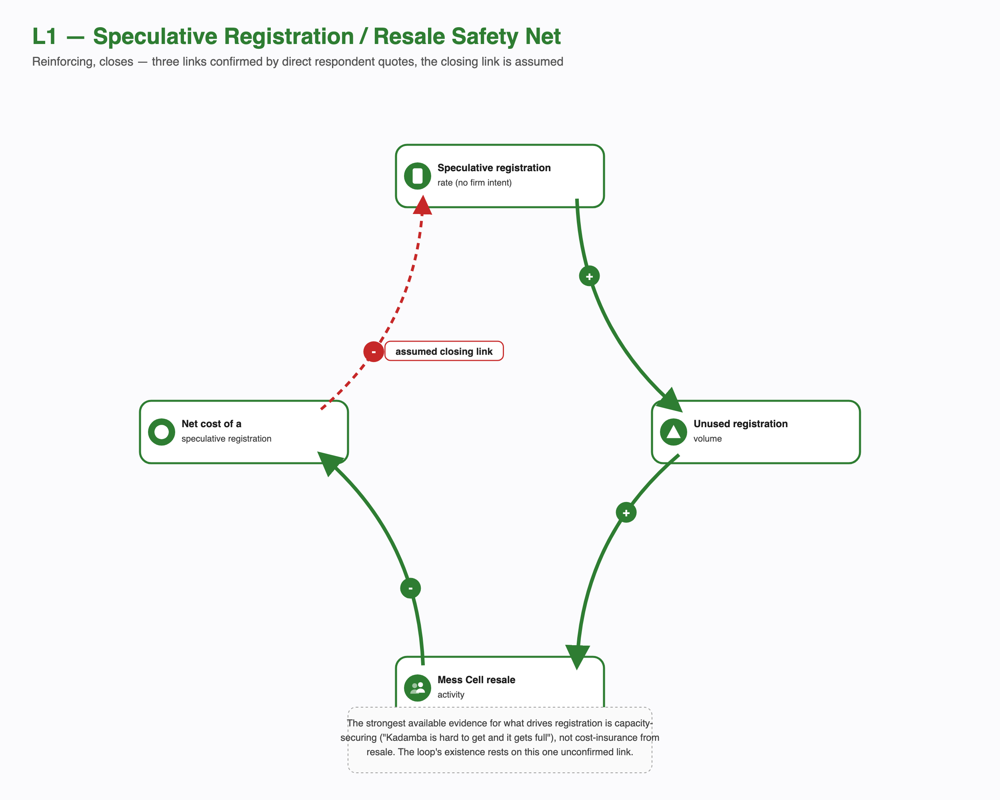 L1 — Speculative Registration / Resale Safety Net
Reinforcing, closes — three links confirmed by direct respondent quotes, the closing link is assumed
Speculative registration
rate (no firm intent)
+
-
assumed closing link
Net cost of a
speculative registration
Unused registration
volume
+
-
Mess Cell resale
activity
The strongest available evidence for what drives registration is capacity-
securing ("Kadamba is hard to get and it gets full"), not cost-insurance from
resale. The loop's existence rests on this one unconfirmed link.